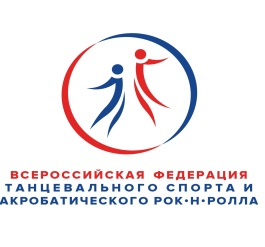 ВСЕРОССИЙСКАЯ ФЕДЕРАЦИЯ
ТАНЦЕВАЛЬНОГО СПОРТА И
АКРОБАТИЧЕСКОГО РОК·Н·РОЛЛА